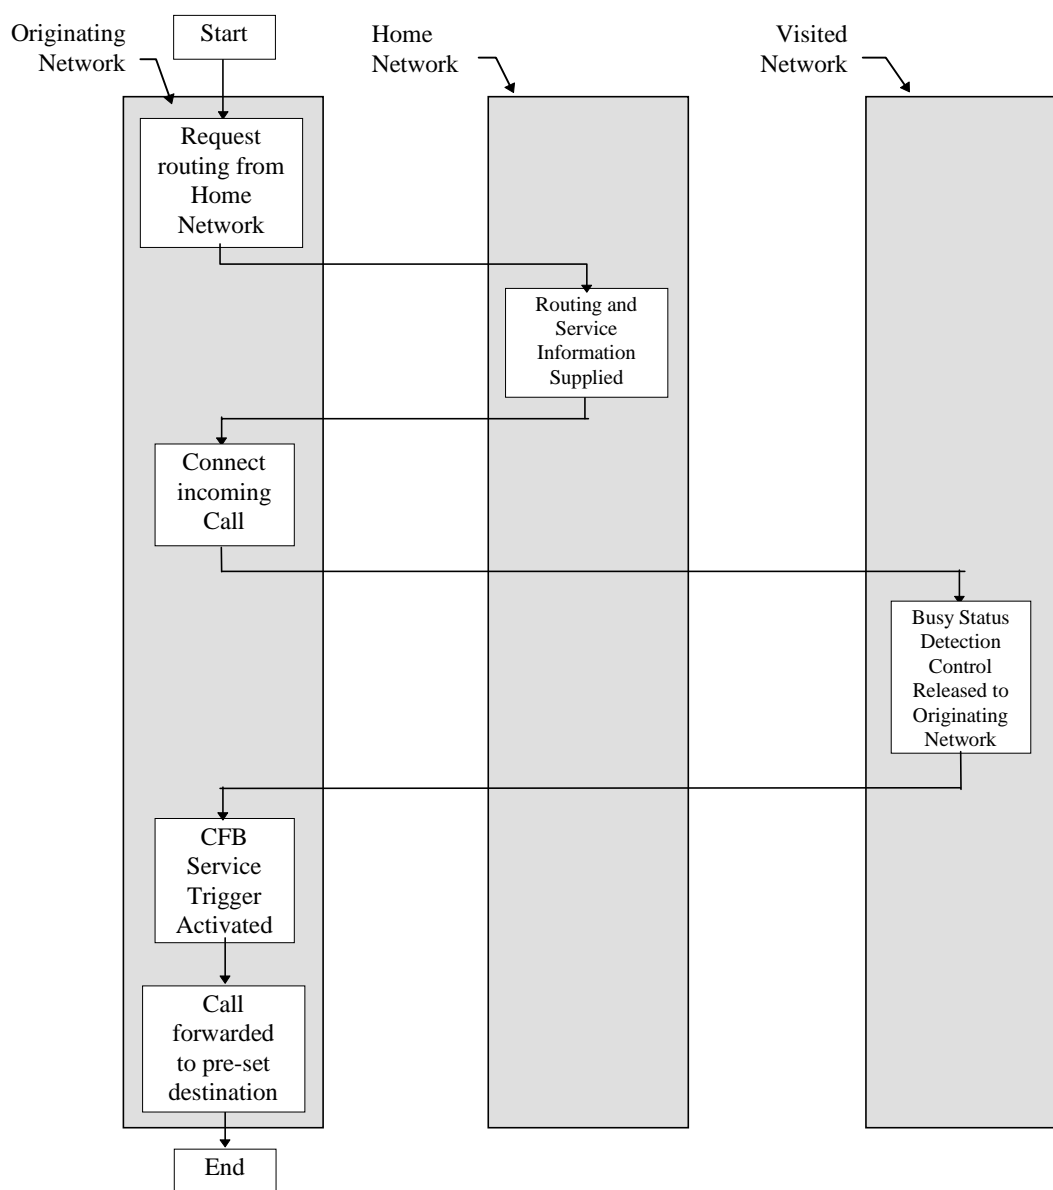 Originating
Network
Start
Home
Network
Visited
Network
Request
routing from
Home
Network
Routing and
Service
Information
Supplied
Connect
incoming
Call
Busy Status
Detection
Control
Released to
Originating
Network
CFB
Service
Trigger
Activated
Call
forwarded
to pre-set
destination
End